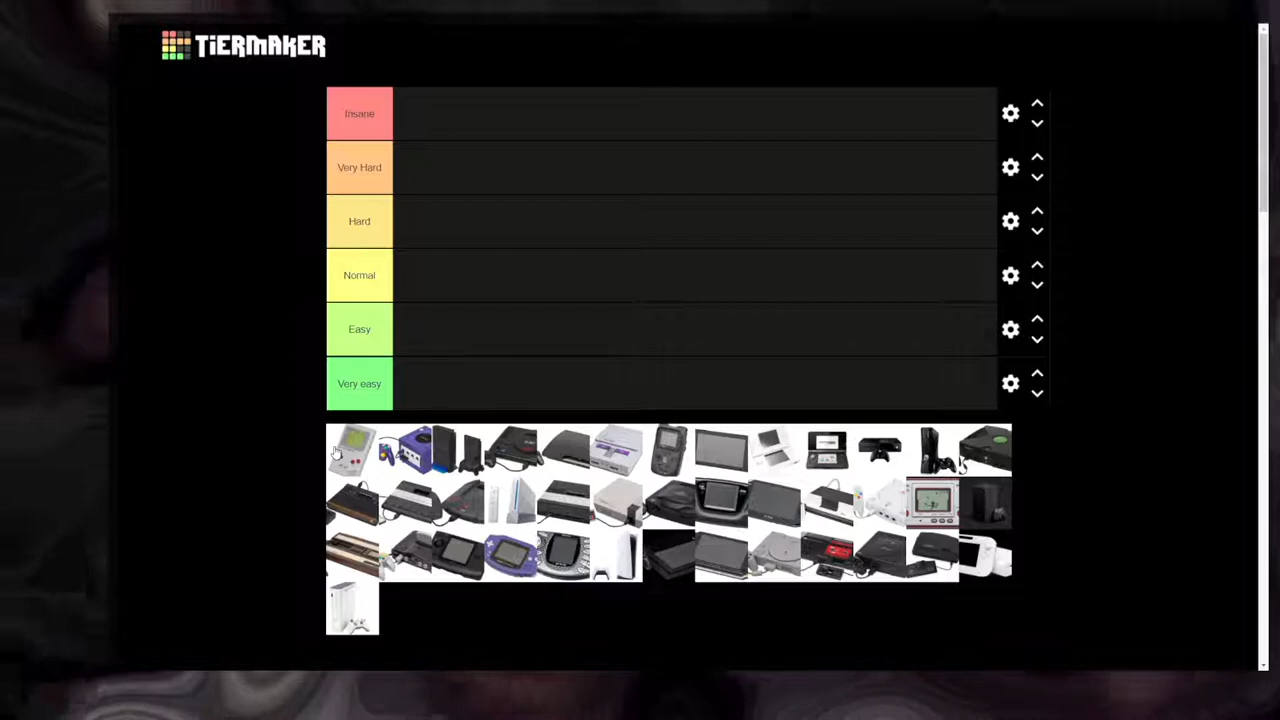 TiERMAKER
Insane
Very Hard
Hard
Normal
Easy
Very easy